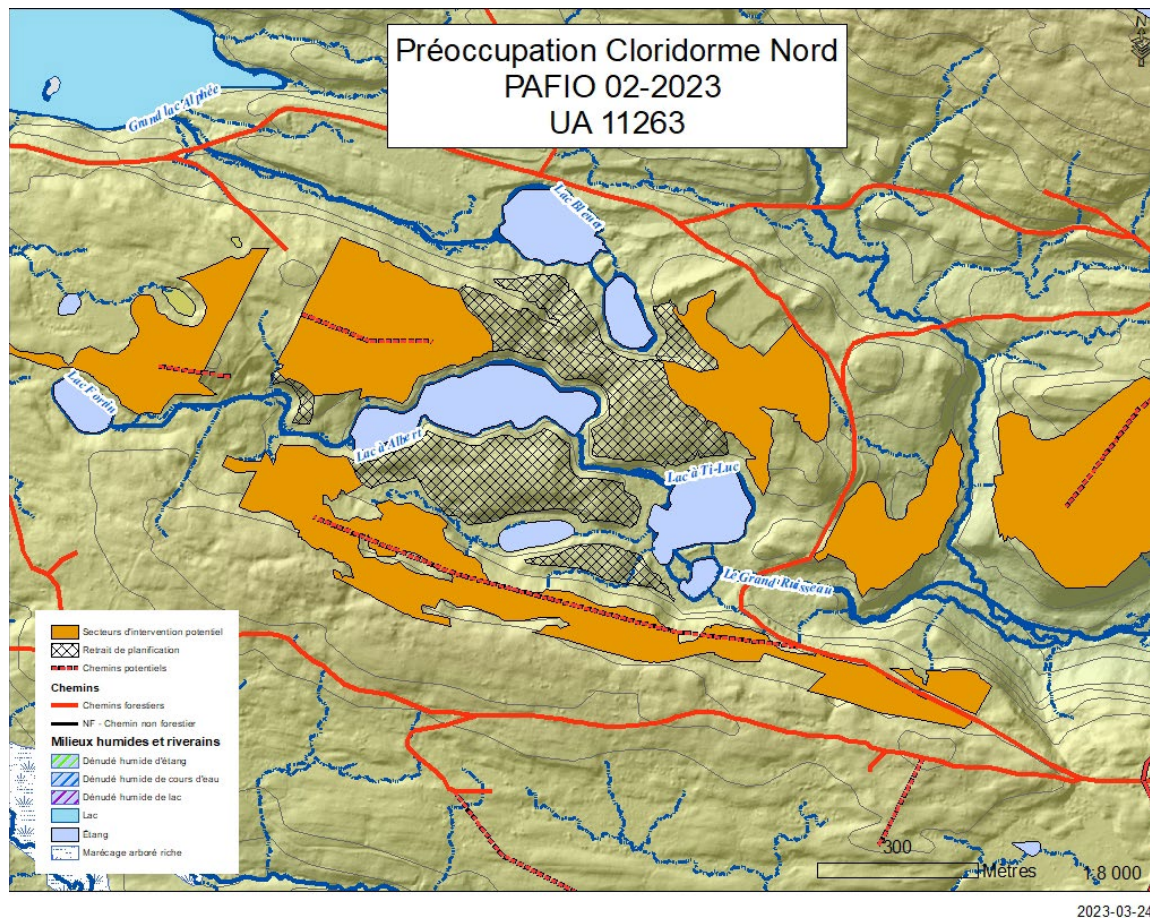 Préoccupation Cloridorme Nord
PAFIO 02-2023
UA 11263
N
Grand lac Alphée
Lac Bleuet
Lac Fortin
Lac à Albert
Lac à Ti-Luc
Le Grand Ruisseau
Secteurs d'intervention potentiel
Retrait de planification
Chemins potentiels
Chemins
Chemins forestiers
NF - Chemin non forestier
Milieux humides et riverains
Dénudé humide d'étang
Dénudé humide de cours d'eau
Dénudé humide de lac
Lac
Étang
Marécage arboré riche
300
Mètres
1:8 000
2023-03-24